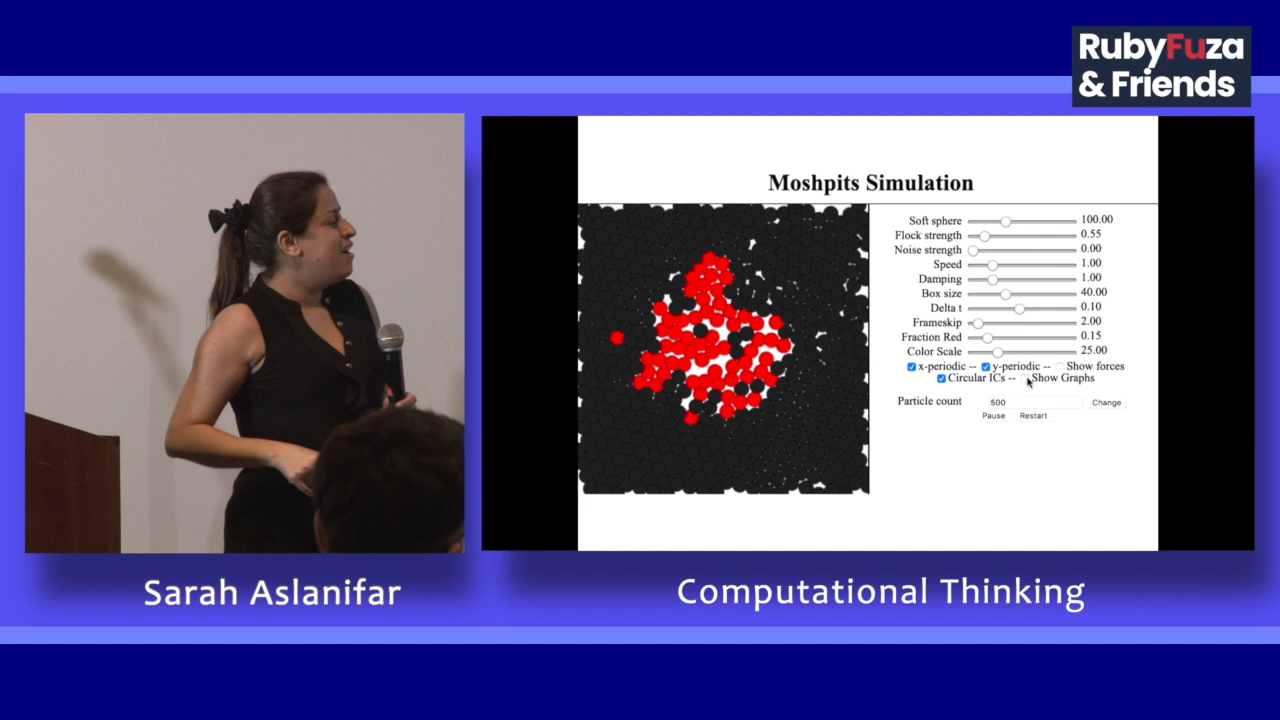 RubyFuza
& Friends
Moshpits Simulation
Soft sphere 100.00
Flock strength 0.55
Noise strength 0.00
Speed 1.00
Damping 1.00
Box size 40.00
Delta t 0.10
Frameskip 2.00
Fraction Red 0.15
Color Scale 25.00
x-periodic -- y-periodic -- Show forces
Circular ICs -- Show Graphs
Particle count 500 Change
Pause Restart
Sarah Aslanifar
Computational Thinking